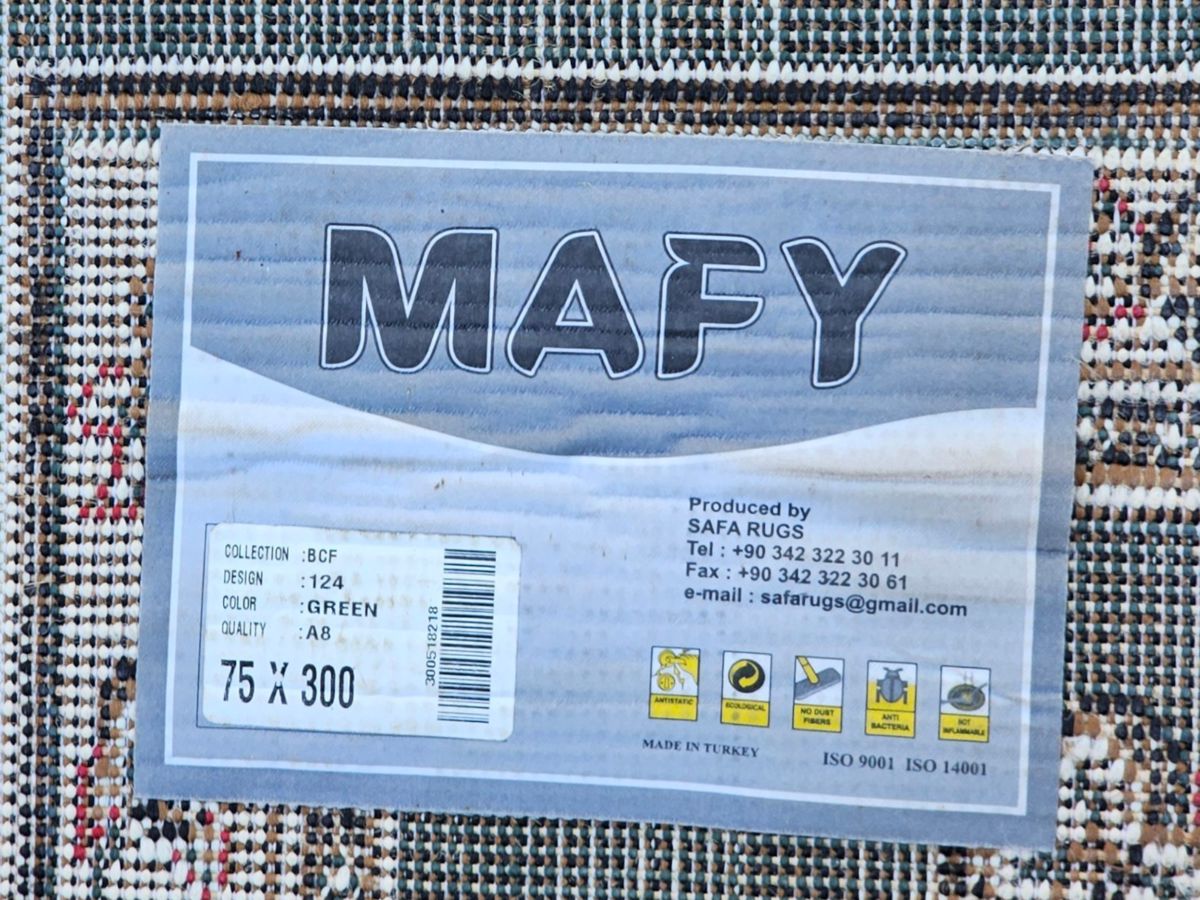 MAFY
COLLECTION :BCF
DESIGN :124
COLOR :GREEN
QUALITY :A8
75 X 300
300518218
Produced by
SAFA RUGS
Tel : +90 342 322 30 11
Fax : +90 342 322 30 61
e-mail : safarugs@gmail.com
ANTISTATIC
ECOLOGICAL
NO DUST
FIBERS
ANTI
BACTERIA
NOT
INFLAMMABLE
MADE IN TURKEY
ISO 9001 ISO 14001